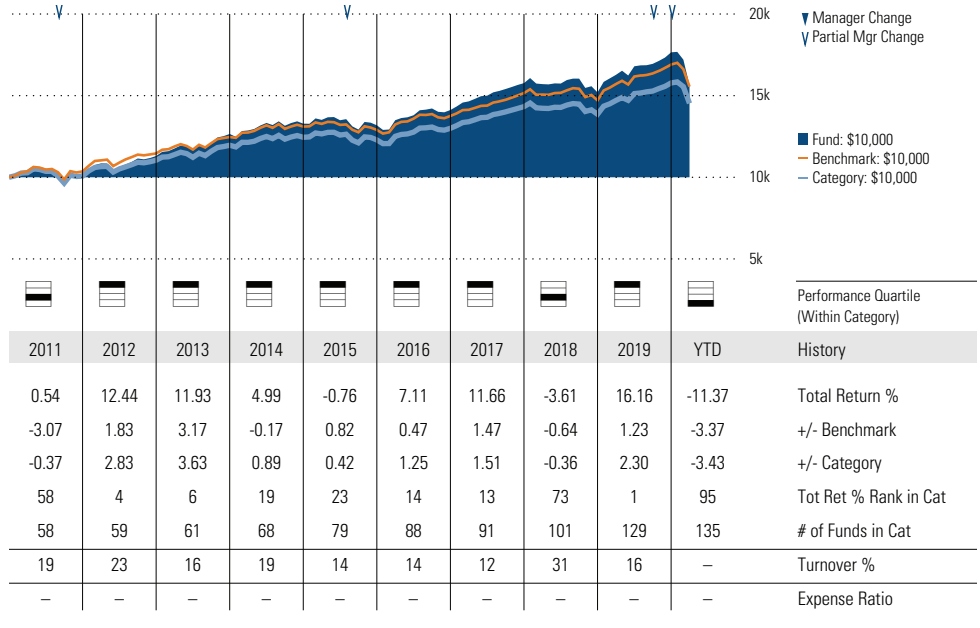 20k
Manager Change
Partial Mgr Change
15k
Fund: $10,000
Benchmark: $10,000
Category: $10,000
10k
5k
Performance Quartile
(Within Category)
2011 2012 2013 2014 2015 2016 2017 2018 2019 YTD History
0.54 12.44 11.93 4.99 -0.76 7.11 11.66 -3.61 16.16 -11.37 Total Return %
-3.07 1.83 3.17 -0.17 0.82 0.47 1.47 -0.64 1.23 -3.37 +/- Benchmark
-0.37 2.83 3.63 0.89 0.42 1.25 1.51 -0.36 2.30 -3.43 +/- Category
58 4 6 19 23 14 13 73 1 95 Tot Ret % Rank in Cat
58 59 61 68 79 88 91 101 129 135 # of Funds in Cat
19 23 16 19 14 14 12 31 16 – Turnover %
– – – – – – – – – – Expense Ratio